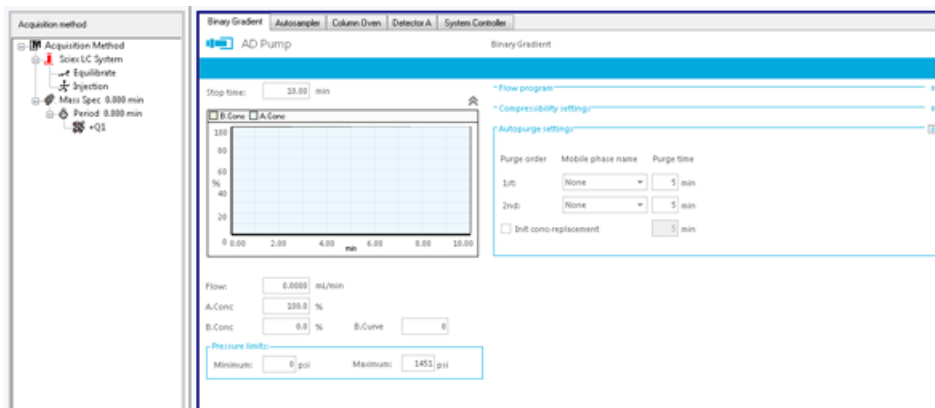 Acquisition method
Acquisition Method
Sciex LC System
Equilibrate
Injection
Mass Spec 0.000 min
Period 0.000 min
+Q1
Binary Gradient Autosampler Column Oven Detector A System Controller
AD Pump Binary Gradient
Stop time: 10.00 min
Flow program
Compressibility settings
Autopurge settings
B.Conc A.Conc
100
80
60
%
40
20
0 0.00 2.00 4.00 min 6.00 8.00 10.00
Purge order Mobile phase name Purge time
1st: None 5 min
2nd: None 5 min
Init conc-replacement 5 min
Flow: 0.0000 mL/min
A.Conc 100.0 %
B.Conc 0.0 % B.Curve 0
Pressure limits:
Minimum: 0 psi Maximum: 1451 psi